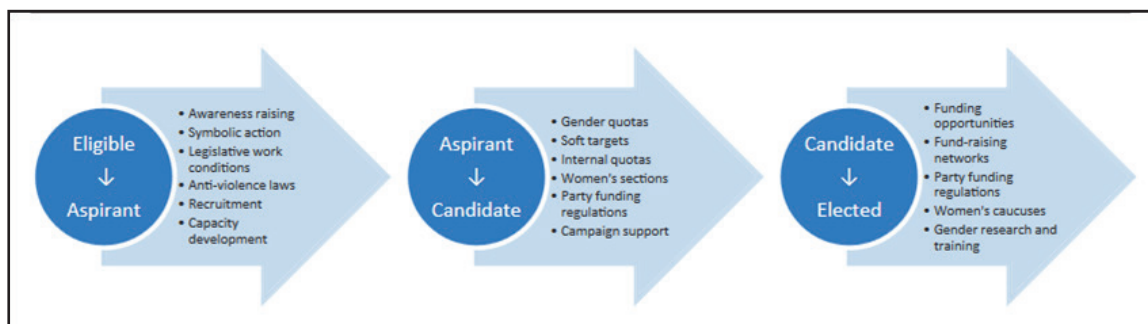 Eligible
↓
Aspirant
• Awareness raising
• Symbolic action
• Legislative work
conditions
• Anti-violence laws
• Recruitment
• Capacity
development
Aspirant
↓
Candidate
• Gender quotas
• Soft targets
• Internal quotas
• Women's sections
• Party funding
regulations
• Campaign support
Candidate
↓
Elected
• Funding
opportunities
• Fund-raising
networks
• Party funding
regulations
• Women's caucuses
• Gender research and
training